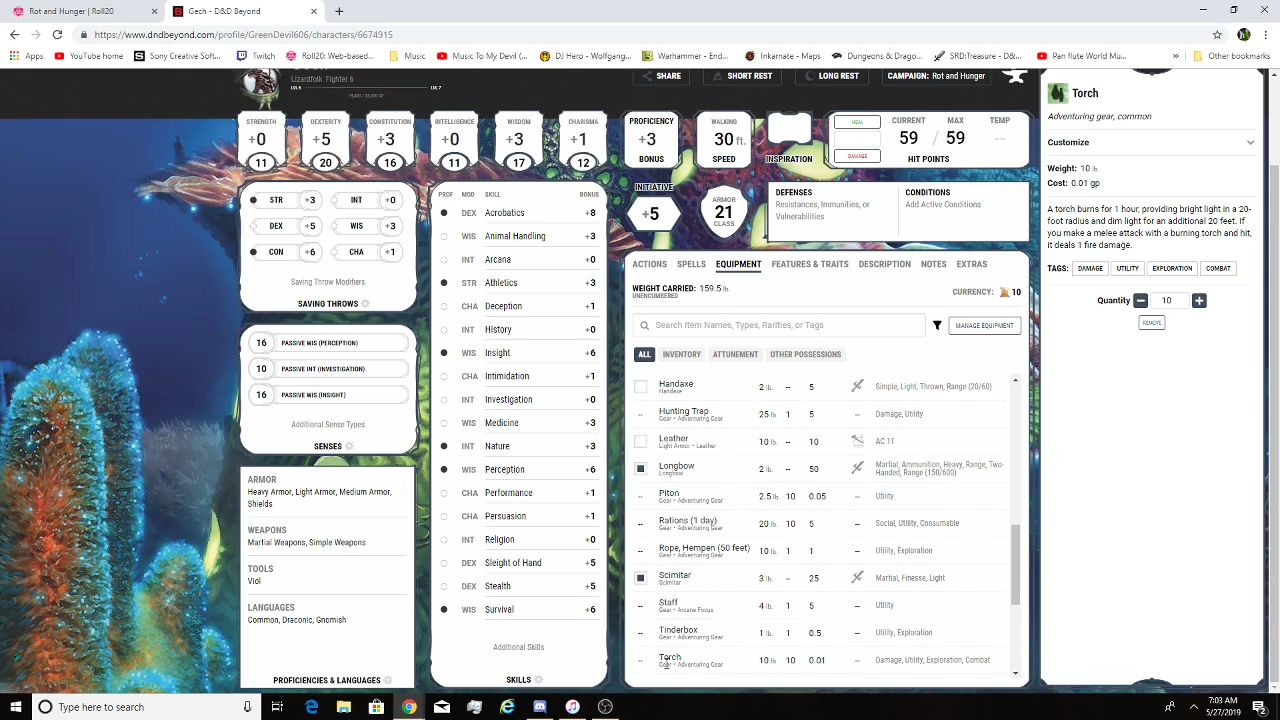 Rot and Hunger | Roll20
Gech - D&D Beyond
https://www.dndbeyond.com/profile/GreenDevil606/characters/6674915
Apps
YouTube home
Sony Creative Soft...
Twitch
Roll20: Web-based...
Music
Music To My Devil (...
DJ Hero - Wolfgang...
Warhammer - End...
Inkarnate - Maps
Dungeons & Drago...
SRD:Treasure - D&...
Pan flute World Mu...
»
Other bookmarks
Lizardfolk Fighter 6
LVL 6
LVL 7
SHARE
SHORT REST
LONG REST
CAMPAIGN: Rot and Hunger
STRENGTH
+0
11
DEXTERITY
+5
20
CONSTITUTION
+3
16
INTELLIGENCE
+0
11
WISDOM
+3
17
CHARISMA
+1
12
PROFICIENCY
+3
BONUS
WALKING
30 ft.
SPEED
INSPIRATION
HEAL
DAMAGE
CURRENT
59
/
MAX
59
TEMP
--
HIT POINTS
STR +3
INT +0
DEX +5
WIS +3
CON +6
CHA +1
Saving Throw Modifiers
SAVING THROWS
16 PASSIVE WIS (PERCEPTION)
10 PASSIVE INT (INVESTIGATION)
16 PASSIVE WIS (INSIGHT)
Additional Sense Types
SENSES
ARMOR
Heavy Armor, Light Armor, Medium Armor,
Shields
WEAPONS
Martial Weapons, Simple Weapons
TOOLS
Viol
LANGUAGES
Common, Draconic, Gnomish
PROFICIENCIES & LANGUAGES
PROF MOD SKILL BONUS
DEX Acrobatics +8
WIS Animal Handling +3
INT Arcana +0
STR Athletics +3
CHA Deception +1
INT History +0
WIS Insight +6
CHA Intimidation +1
INT Investigation +0
WIS Medicine +3
INT Nature +3
WIS Perception +6
CHA Performance +1
CHA Persuasion +1
INT Religion +0
DEX Sleight of Hand +5
DEX Stealth +5
WIS Survival +6
Additional Skills
SKILLS
INITIATIVE
+5
ARMOR
21
CLASS
DEFENSES
Resistances, Immunities, or
Vulnerabilities
CONDITIONS
Add Active Conditions
ACTIONS SPELLS EQUIPMENT FEATURES & TRAITS DESCRIPTION NOTES EXTRAS
WEIGHT CARRIED: 159.5 lb.
UNENCUMBERED
CURRENCY: 10
Search Item Names, Types, Rarities, or Tags
MANAGE EQUIPMENT
ALL INVENTORY ATTUNEMENT OTHER POSSESSIONS
Handaxe 2 lb. -- 5 Simple, Light, Thrown, Range (20/60)
Handaxe
-- Hunting Trap 25 lb. 1 5 -- Damage, Utility
Gear • Adventuring Gear
Leather 10 lb. -- 10 AC 11
Light Armor • Leather
Longbow 2 lb. -- 50 Martial, Ammunition, Heavy, Range, Two-
Longbow Handed, Range (150/600)
-- Piton 2.5 lb. 10 0.05 -- Utility
Gear • Adventuring Gear
-- Rations (1 day) 20 lb. 10 5 -- Social, Utility, Consumable
Gear • Adventuring Gear
-- Rope, Hempen (50 feet) 10 lb. 1 1 -- Utility, Exploration
Gear • Adventuring Gear
Scimitar 3 lb. -- 25 Martial, Finesse, Light
Scimitar
-- Staff 4 lb. 1 5 -- Utility
Gear • Arcane Focus
-- Tinderbox 1 lb. 1 0.5 -- Utility, Exploration
Gear • Adventuring Gear
-- Torch 10 lb. 10 0.01 -- Damage, Utility, Exploration, Combat
Gear • Adventuring Gear
Torch
Adventuring gear, common
Customize
Weight: 10 lb.
Cost: 0.01 gp
A torch burns for 1 hour, providing bright light in a 20-
foot radius and dim light for an additional 20 feet. If
you make a melee attack with a burning torch and hit,
it deals 1 fire damage.
TAGS: DAMAGE UTILITY EXPLORATION COMBAT
Quantity 10
REMOVE
Type here to search
7:03 AM
5/27/2019
2